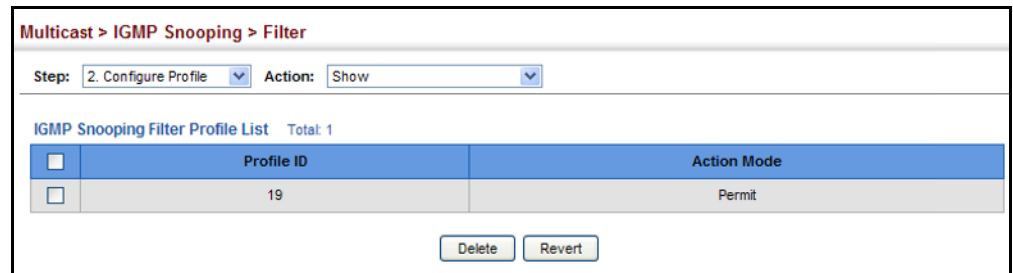 Multicast > IGMP Snooping > Filter
Step: 2. Configure Profile Action: Show
IGMP Snooping Filter Profile List Total: 1
Profile ID Action Mode
19 Permit
Delete Revert